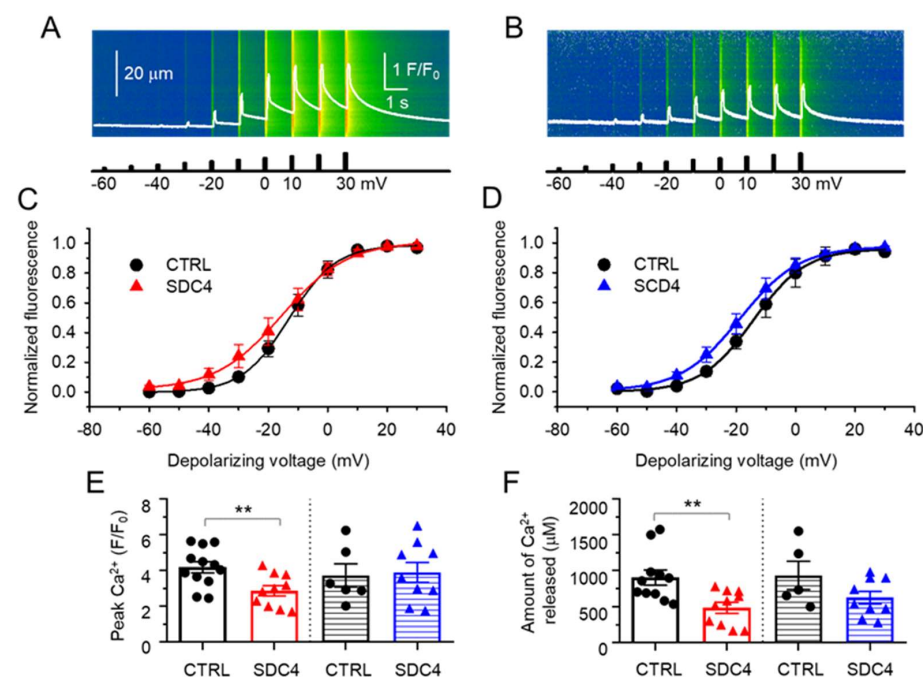 A
B
20 μm
1 F/F0
1 s
-60 -40 -20 0 10 30 mV
-60 -40 -20 0 10 30 mV
C
D
Normalized fluorescence
1.0
0.8
0.6
0.4
0.2
0.0
CTRL
SDC4
-80 -60 -40 -20 0 20 40
Depolarizing voltage (mV)
Normalized fluorescence
1.0
0.8
0.6
0.4
0.2
0.0
CTRL
SCD4
-80 -60 -40 -20 0 20 40
Depolarizing voltage (mV)
E
Peak Ca2+ (F/F0)
8
6
4
2
0
**
CTRL SDC4 CTRL SDC4
F
Amount of Ca2+
released (μM)
2000
1500
1000
500
0
**
CTRL SDC4 CTRL SDC4